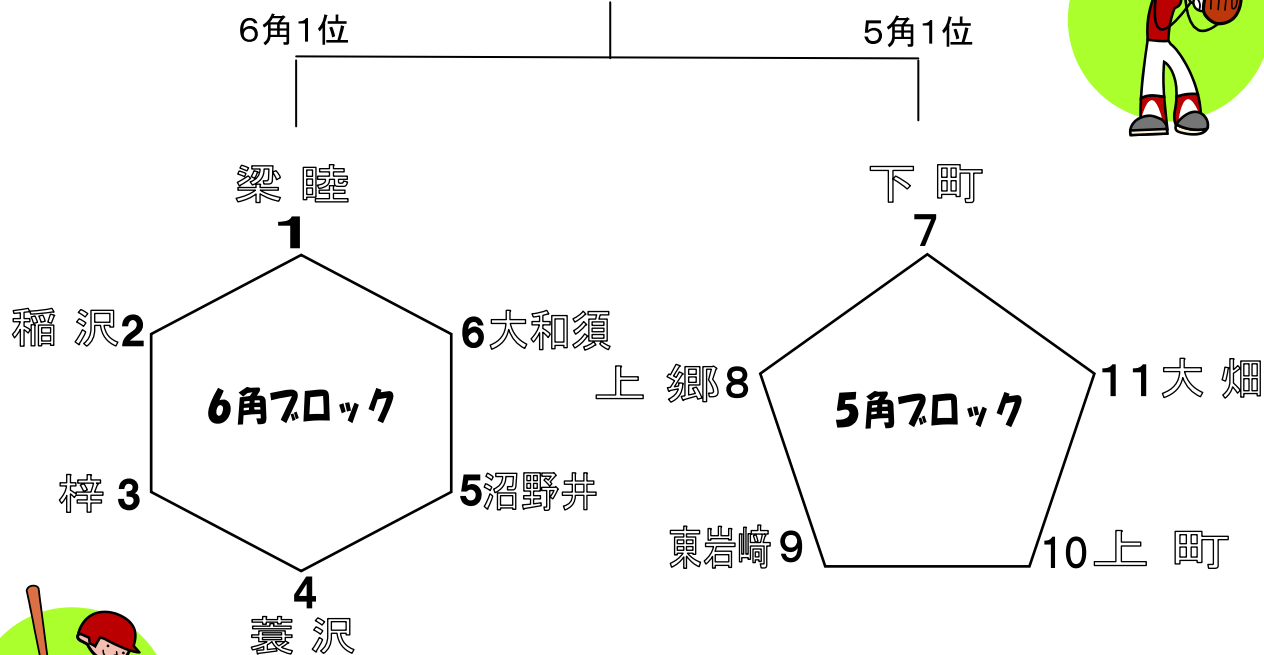 6角1位
5角1位
梁 睦
1
下 町
7
稲 沢2
6大和須
上 郷8
11大 畑
6角ブロック
5角ブロック
梓 3
5沼野井
東岩﨑 9
10上 町
4
蓑 沢